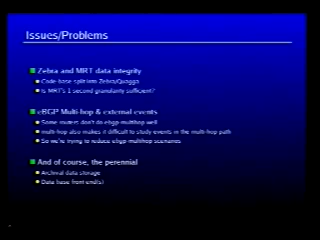 Issues/Problems
Zebra and MRT data integrity
Code-base split into Zebra/Quagga
Is MRT's 1 second granularity sufficient?
eBGP Multi-hop & external events
Some routers don't do ebgp-multihop well
multi-hop also makes it difficult to study events in the multi-hop path
So we're trying to reduce ebgp-multihop scenarios
And of course, the perennial
Archival data storage
Data base front end(s)